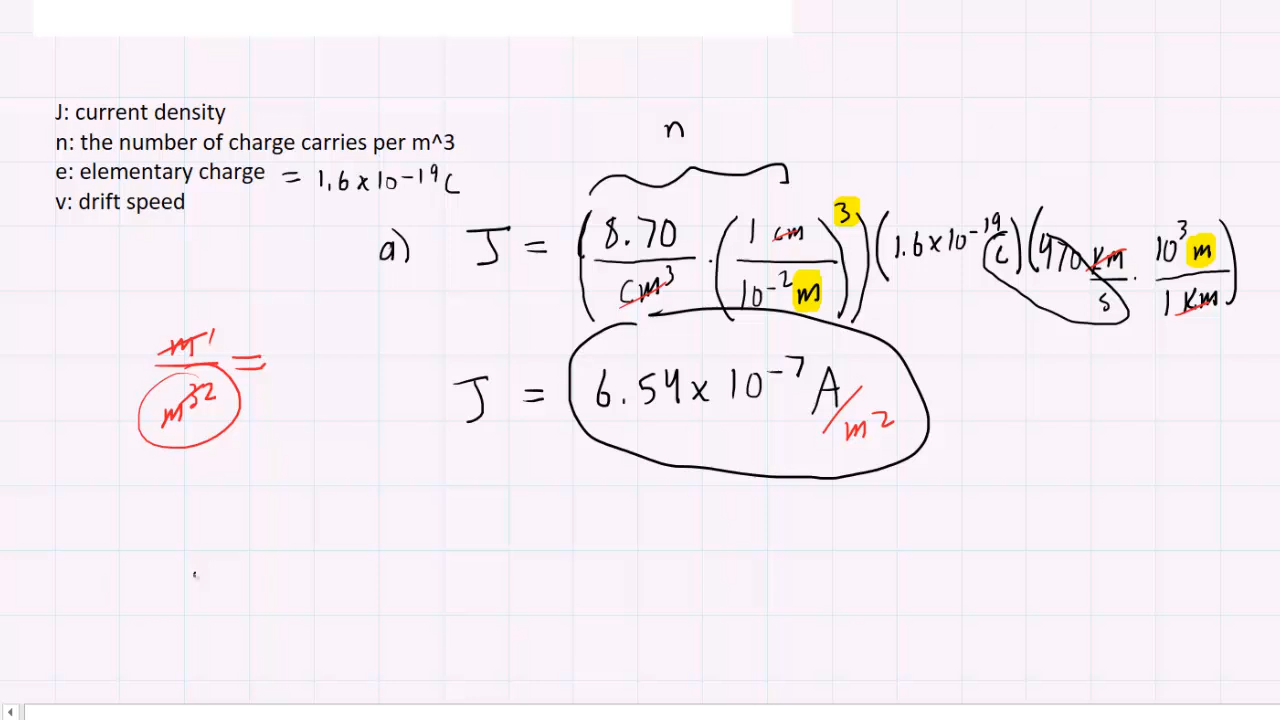 J: current density
n: the number of charge carries per m^3
e: elementary charge = 1.6 x 10^-19 C
v: drift speed
n
a) J = (8.70/cm^3 · (1 cm/10^-2 m)^3)(1.6 x 10^-19 C)(470 km/s · 10^3 m/1 km)
m^1/m^32 =
J = 6.54 x 10^-7 A/m^2